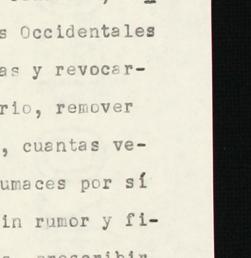 s Occidentales
as y revocar-
rio, remover
, cuantas ve-
umaces por sí
in rumor y fi-